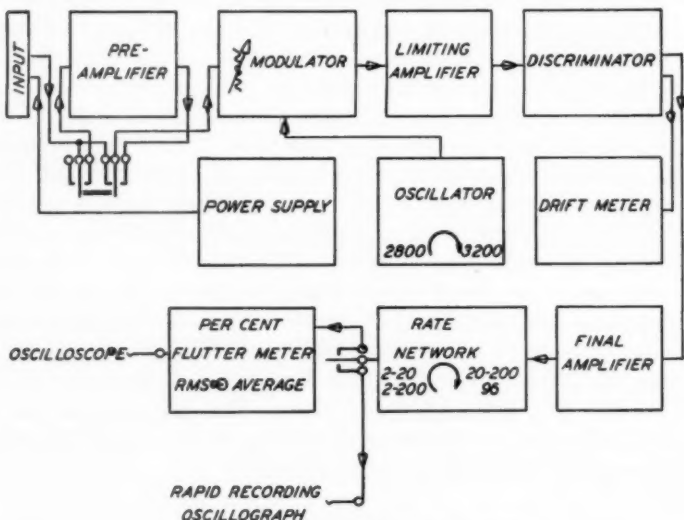 INPUT
PRE-
AMPLIFIER
MODULATOR
LIMITING
AMPLIFIER
DISCRIMINATOR
POWER SUPPLY
OSCILLATOR
2800 3200
DRIFT METER
OSCILLOSCOPE
PER CENT
FLUTTER METER
RMS AVERAGE
RATE
NETWORK
2-20 20-200
2-200 96
FINAL
AMPLIFIER
RAPID RECORDING
OSCILLOGRAPH